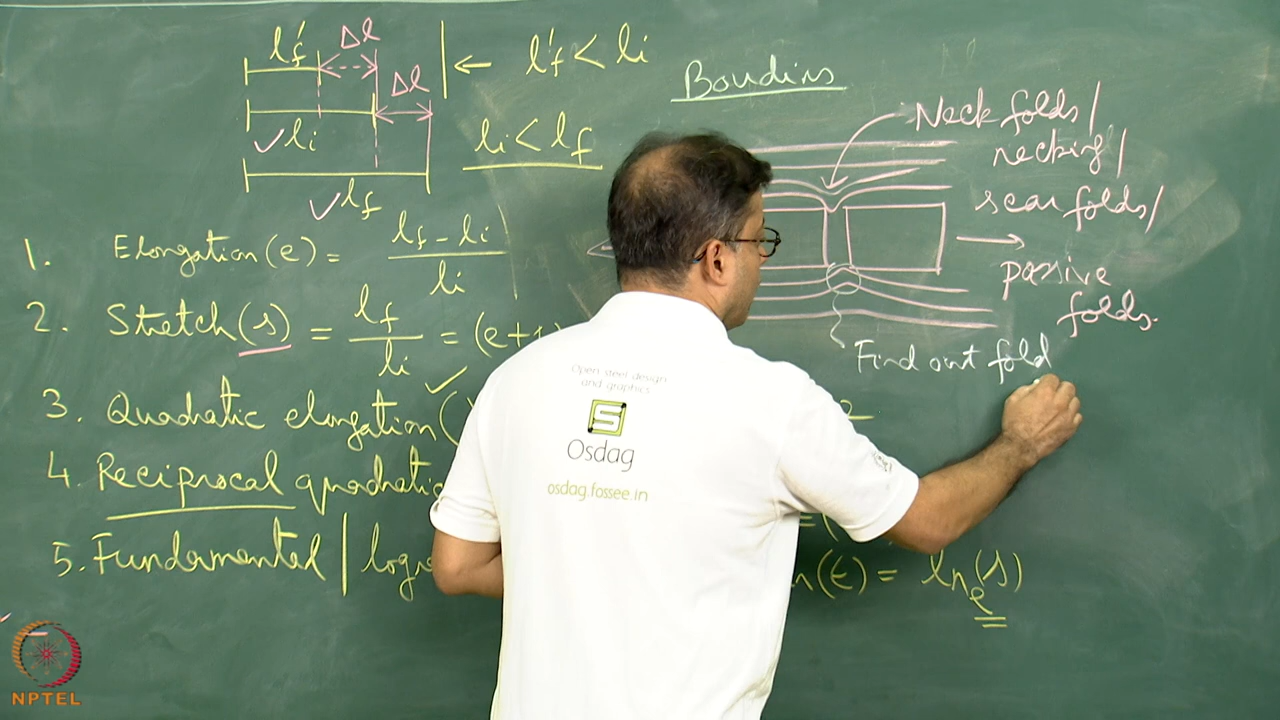 l'f Δl
Δl
← l'f < li
✓li
li < lf
✓lf
1. Elongation(e) = lf - li / li
2. Stretch(s) = lf / li = (e+1
3. Quadratic elongation(
4. Reciprocal quadratic
5. Fundamental | logar
(ε) = ln e(s)
Boudins
Neck folds/
necking/
scar folds/
passive
folds.
Find out fold
Open steel design
and graphics
S
Osdag
osdag.fossee.in
NPTEL